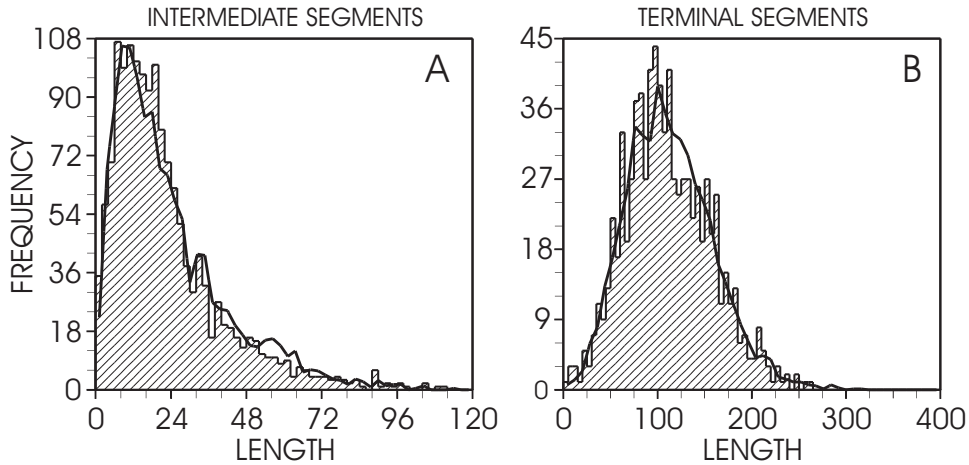 INTERMEDIATE SEGMENTS
A
FREQUENCY
108
90
72
54
36
18
0
0 24 48 72 96 120
LENGTH
TERMINAL SEGMENTS
B
45
36
27
18
9
0
0 100 200 300 400
LENGTH